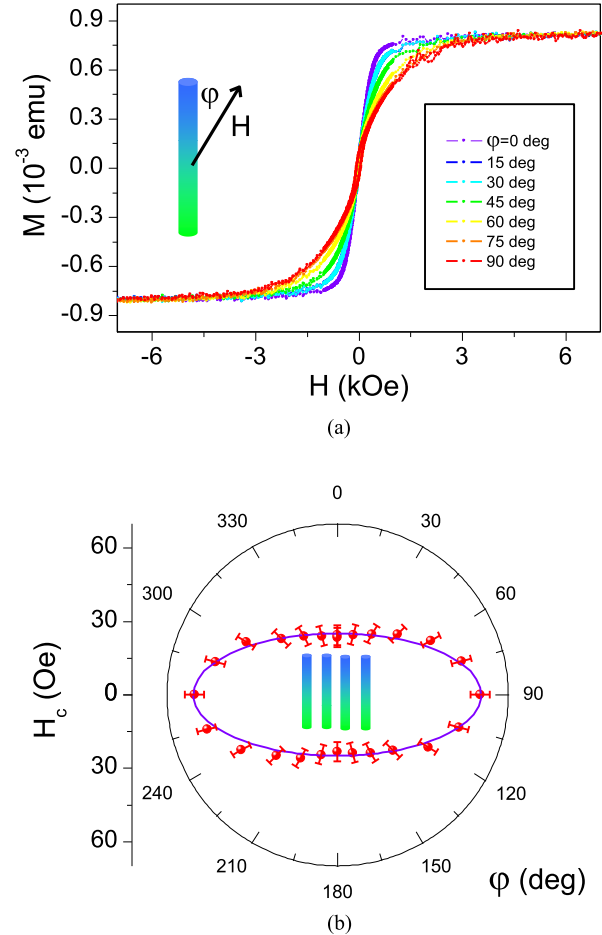 (a)
0.9
0.6
0.3
0.0
-0.3
-0.6
-0.9
M (10⁻³ emu)
φ
H
φ=0 deg
15 deg
30 deg
45 deg
60 deg
75 deg
90 deg
-6 -3 0 3 6
H (kOe)
(a)
0
330 30
60
300 60
30
H_c (Oe) 0 90
30
240 120
60
210 150
180
φ (deg)
(b)